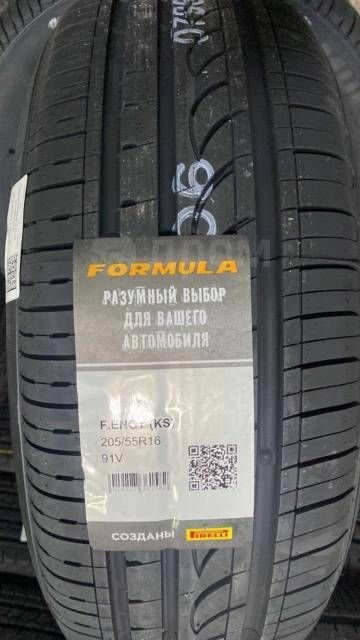 FORMULA
РАЗУМНЫЙ ВЫБОР
ДЛЯ ВАШЕГО
АВТОМОБИЛЯ
F.ENGY (KS)
205/55R16
91V
СОЗДАНЫ PIRELLI